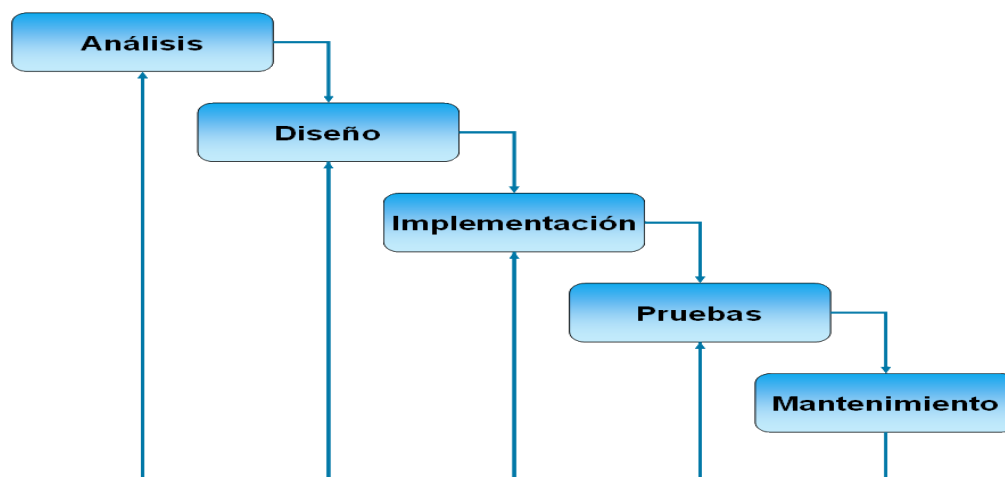 Análisis
Diseño
Implementación
Pruebas
Mantenimiento